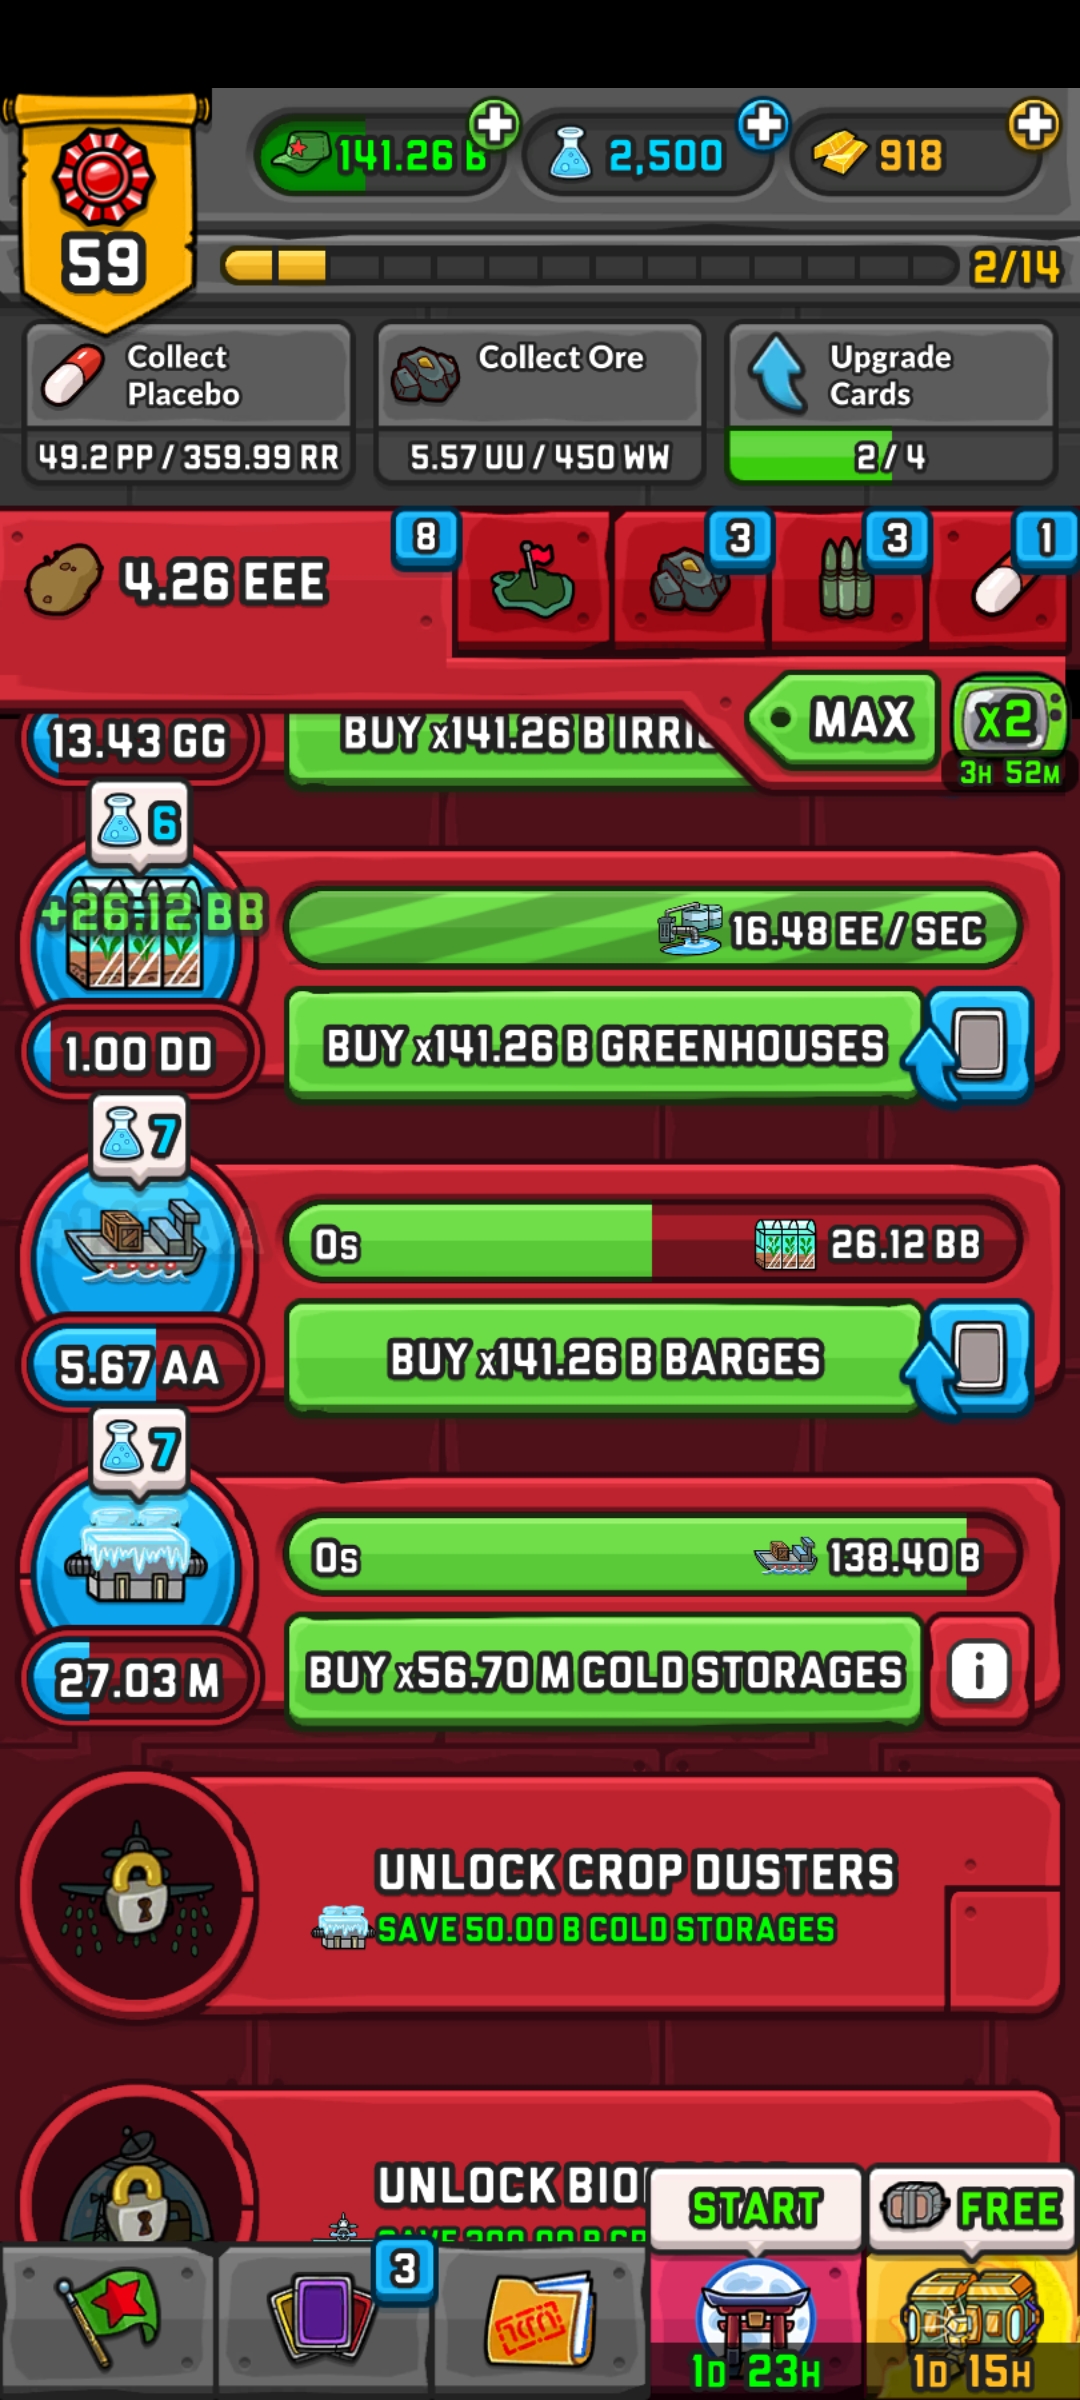 141.26 B
2,500
918
59
2/14
Collect
Placebo
49.2 PP / 359.99 RR
Collect Ore
5.57 UU / 450 WW
Upgrade
Cards
2/4
4.26 EEE
8
3
3
1
MAX
x2
3H 52M
13.43 GG
BUY x141.26 B
6
+26.12 BB
16.48 EE / SEC
1.00 DD
BUY x141.26 B GREENHOUSES
7
0s
26.12 BB
5.67 AA
BUY x141.26 B BARGES
7
0s
138.40 B
27.03 M
BUY x56.70 M COLD STORAGES
i
UNLOCK CROP DUSTERS
SAVE 50.00 B COLD STORAGES
UNLOCK
START
FREE
3
1D 23H
1D 15H